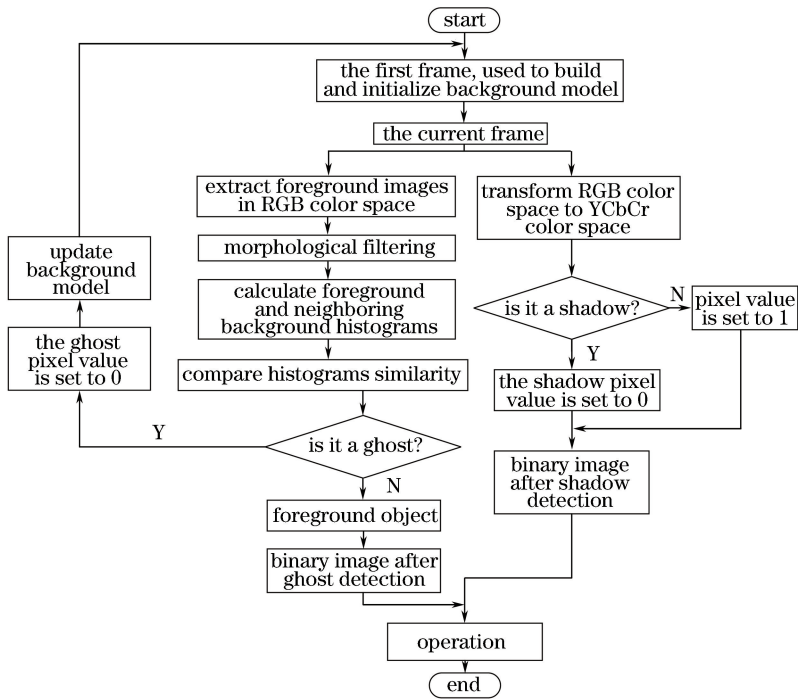 start
the first frame, used to build
and initialize background model
the current frame
extract foreground images
in RGB color space
morphological filtering
calculate foreground
and neighboring
background histograms
compare histograms similarity
is it a ghost?
Y
the ghost
pixel value
is set to 0
update
background
model
N
foreground object
binary image after
ghost detection
transform RGB color
space to YCbCr
color space
is it a shadow?
N
pixel value
is set to 1
Y
the shadow pixel
value is set to 0
binary image
after shadow
detection
operation
end